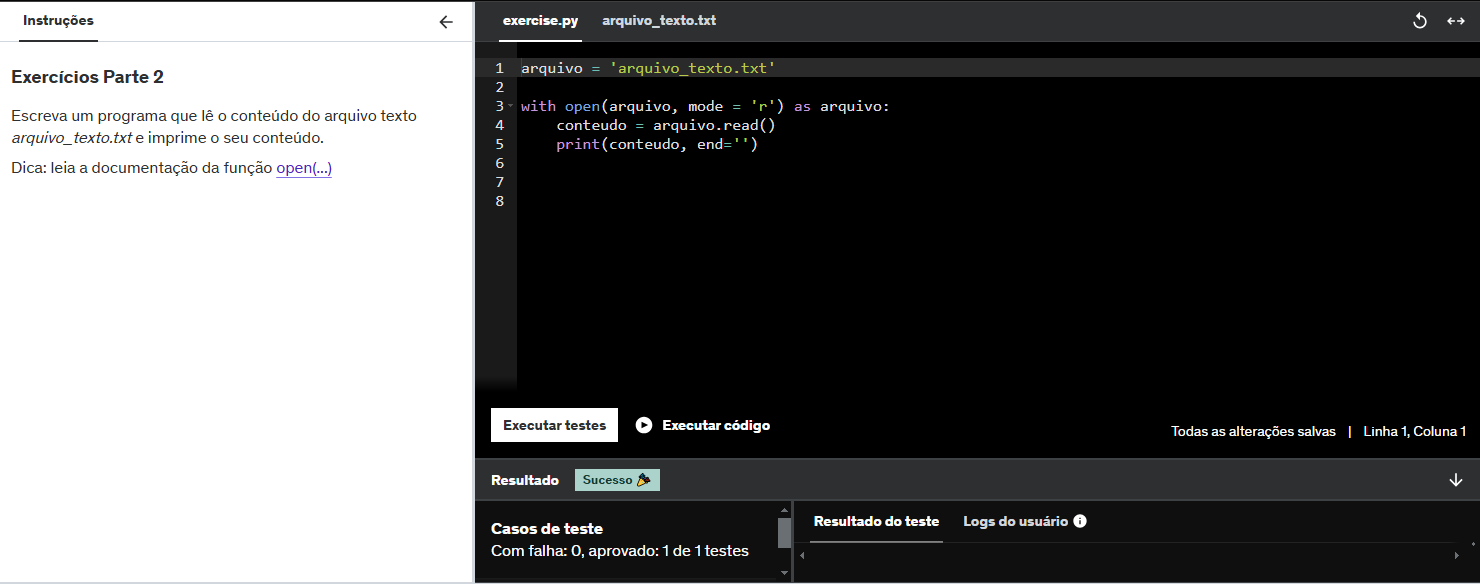 Instruções
Exercícios Parte 2
Escreva um programa que lê o conteúdo do arquivo texto
arquivo_texto.txt e imprime o seu conteúdo.
Dica: leia a documentação da função open(...)
exercise.py arquivo_texto.txt
1 arquivo = 'arquivo_texto.txt'
2
3 with open(arquivo, mode = 'r') as arquivo:
4     conteudo = arquivo.read()
5     print(conteudo, end='')
6
7
8
Executar testes Executar código
Todas as alterações salvas | Linha 1, Coluna 1
Resultado Sucesso
Casos de teste
Com falha: 0, aprovado: 1 de 1 testes
Resultado do teste Logs do usuário